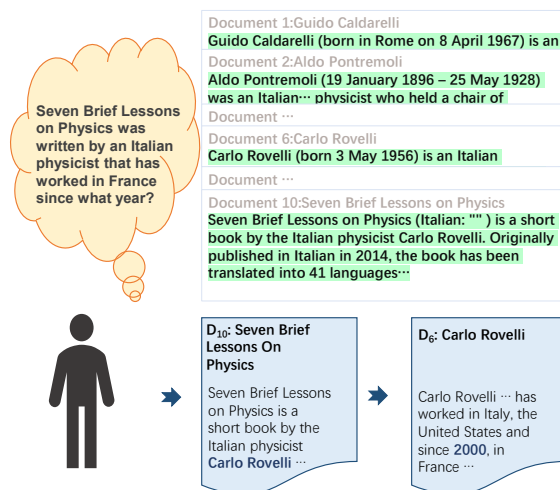 Seven Brief Lessons
on Physics was
written by an Italian
physicist that has
worked in France
since what year?
Document 1:Guido Caldarelli
Guido Caldarelli (born in Rome on 8 April 1967) is an
Document 2:Aldo Pontremoli
Aldo Pontremoli (19 January 1896 – 25 May 1928)
was an Italian··· physicist who held a chair of
Document ···
Document 6:Carlo Rovelli
Carlo Rovelli (born 3 May 1956) is an Italian
Document ···
Document 10:Seven Brief Lessons on Physics
Seven Brief Lessons on Physics (Italian: "" ) is a short
book by the Italian physicist Carlo Rovelli. Originally
published in Italian in 2014, the book has been
translated into 41 languages···
D₁₀: Seven Brief
Lessons On
Physics
Seven Brief Lessons
on Physics is a
short book by the
Italian physicist
Carlo Rovelli ···
D₆: Carlo Rovelli
Carlo Rovelli ··· has
worked in Italy, the
United States and
since 2000, in
France ···